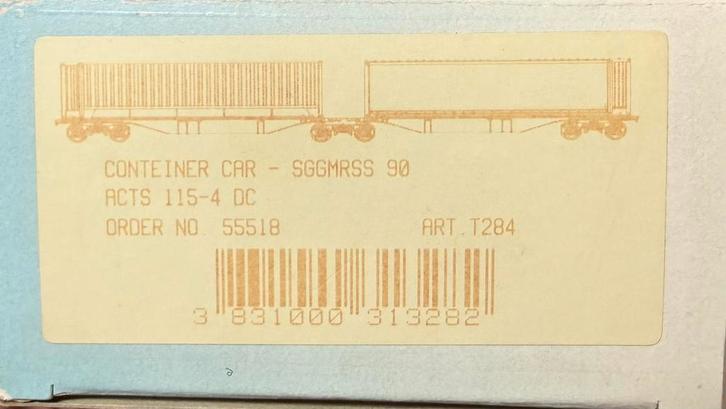 CONTEINER CAR - SGGMRSS 90
ACTS 115-4 DC
ORDER NO. 55518 ART.T284
3 831000 313282